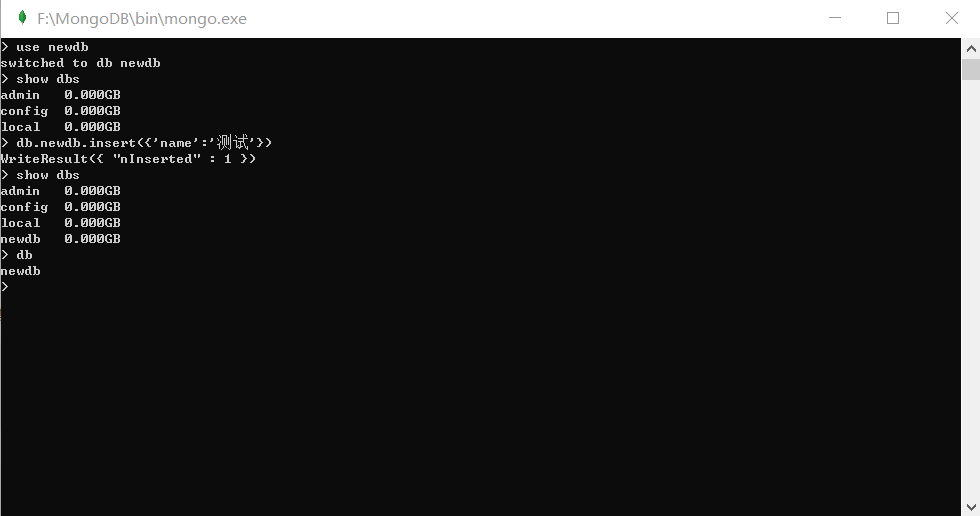 F:\MongoDB\bin\mongo.exe
> use newdb
switched to db newdb
> show dbs
admin   0.000GB
config  0.000GB
local   0.000GB
> db.newdb.insert({'name':'测试'})
WriteResult({ "nInserted" : 1 })
> show dbs
admin   0.000GB
config  0.000GB
local   0.000GB
newdb   0.000GB
> db
newdb
>